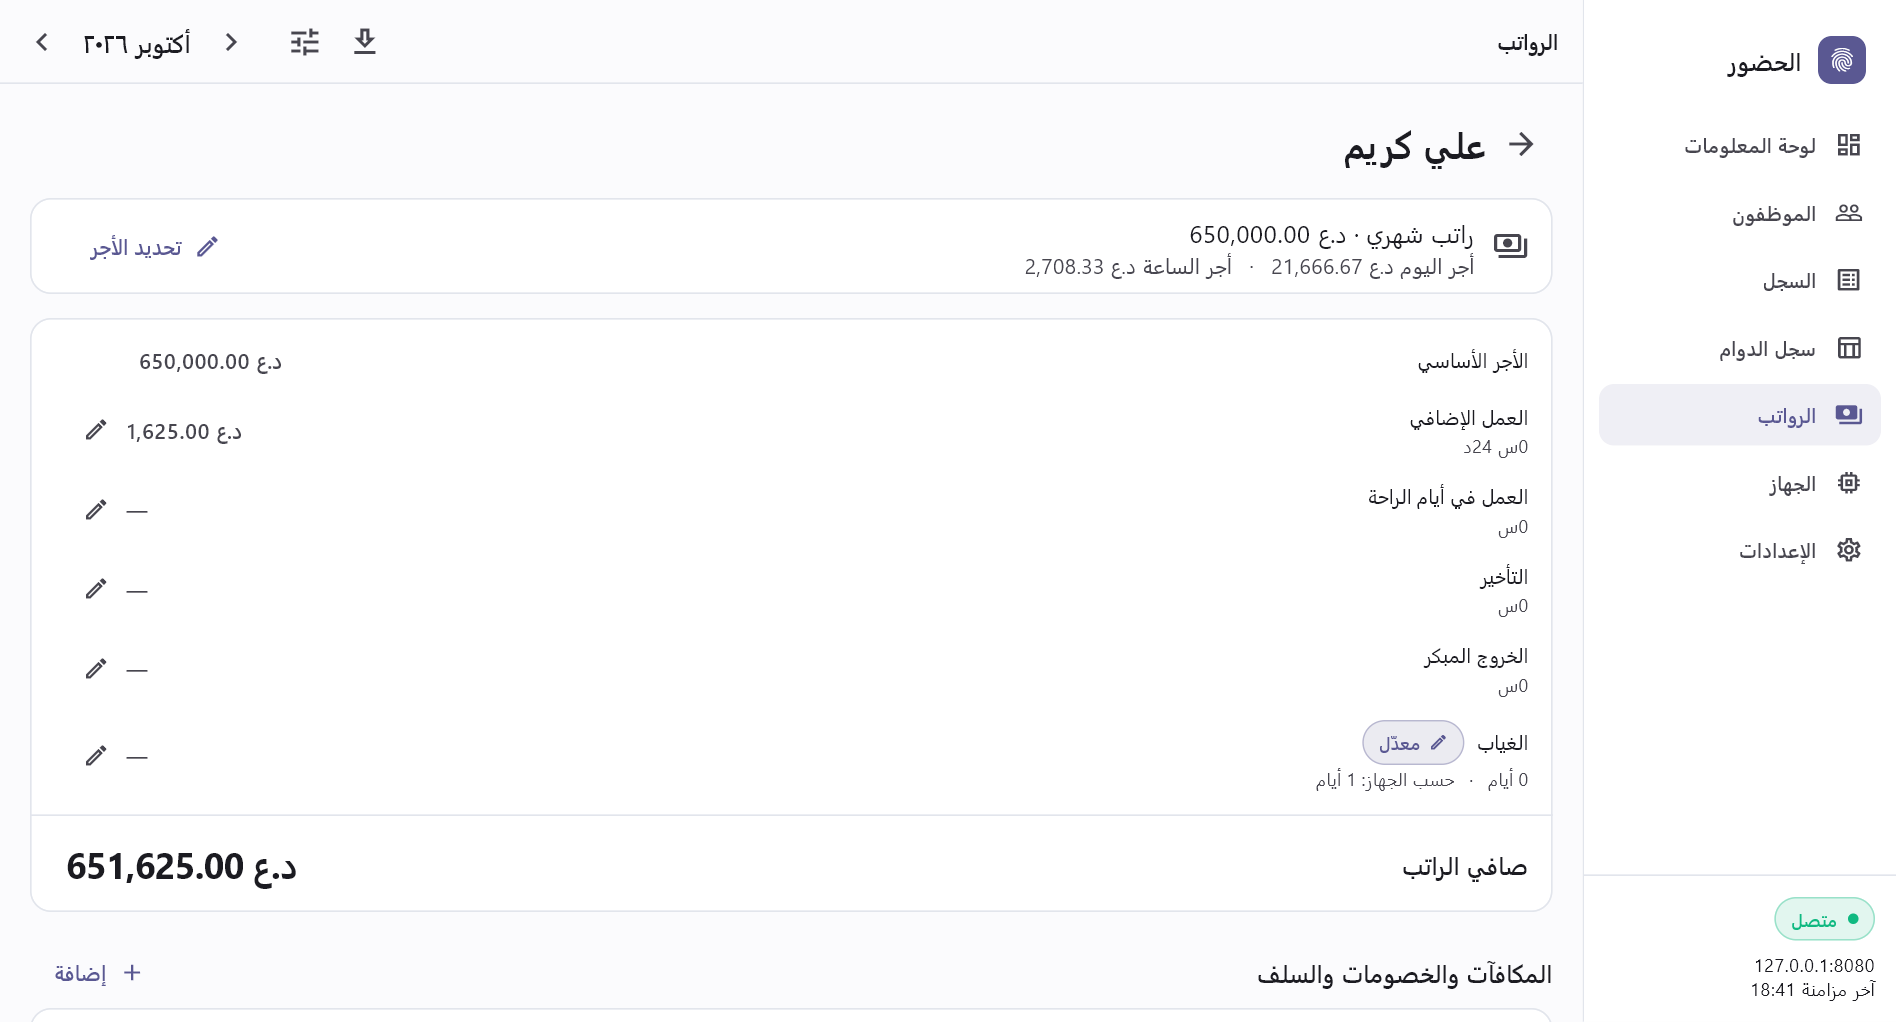 الحضور
لوحة المعلومات
الموظفون
السجل
سجل الدوام
الرواتب
الجهاز
الإعدادات
متصل
127.0.0.1:8080
آخر مزامنة 18:41
الرواتب
أكتوبر ٢٠٢٦
علي كريم
راتب شهري · د.ع 650,000.00
أجر اليوم د.ع 21,666.67 · أجر الساعة د.ع 2,708.33
تحديد الأجر
الأجر الأساسي
د.ع 650,000.00
العمل الإضافي
0س 24د
د.ع 1,625.00
العمل في أيام الراحة
0س
—
التأخير
0س
—
الخروج المبكر
0س
—
الغياب
معدّل
0 أيام · حسب الجهاز: 1 أيام
—
صافي الراتب
د.ع 651,625.00
المكافآت والخصومات والسلف
إضافة